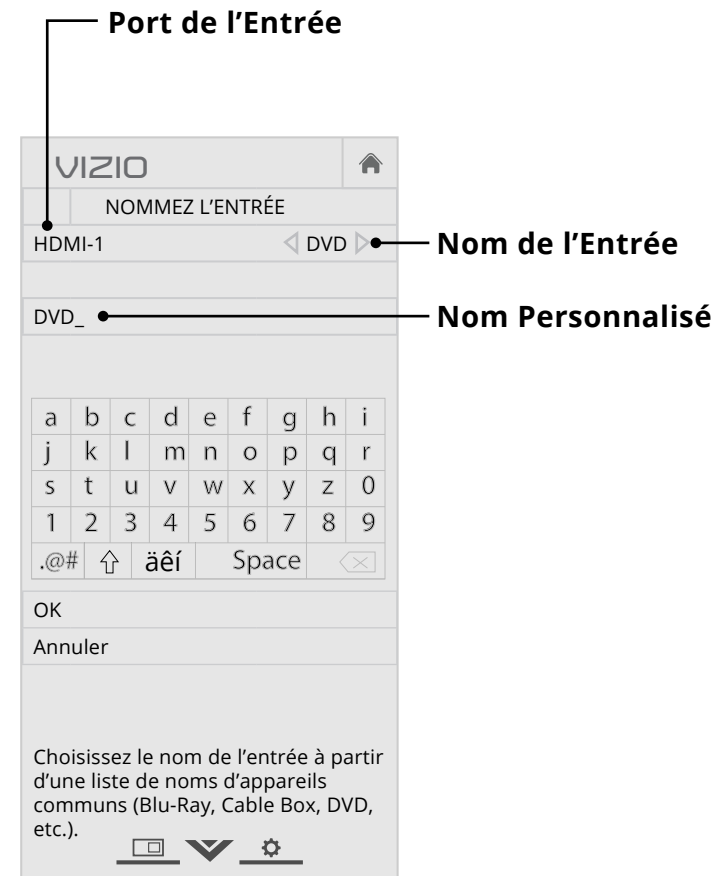 Port de l’Entrée
VIZIO
NOMMEZ L’ENTRÉE
HDMI-1 DVD
Nom de l’Entrée
DVD_
Nom Personnalisé
a b c d e f g h i
j k l m n o p q r
s t u v w x y z 0
1 2 3 4 5 6 7 8 9
.@# äêí Space
OK
Annuler
Choisissez le nom de l’entrée à partir
d’une liste de noms d’appareils
communs (Blu-Ray, Cable Box, DVD,
etc.).